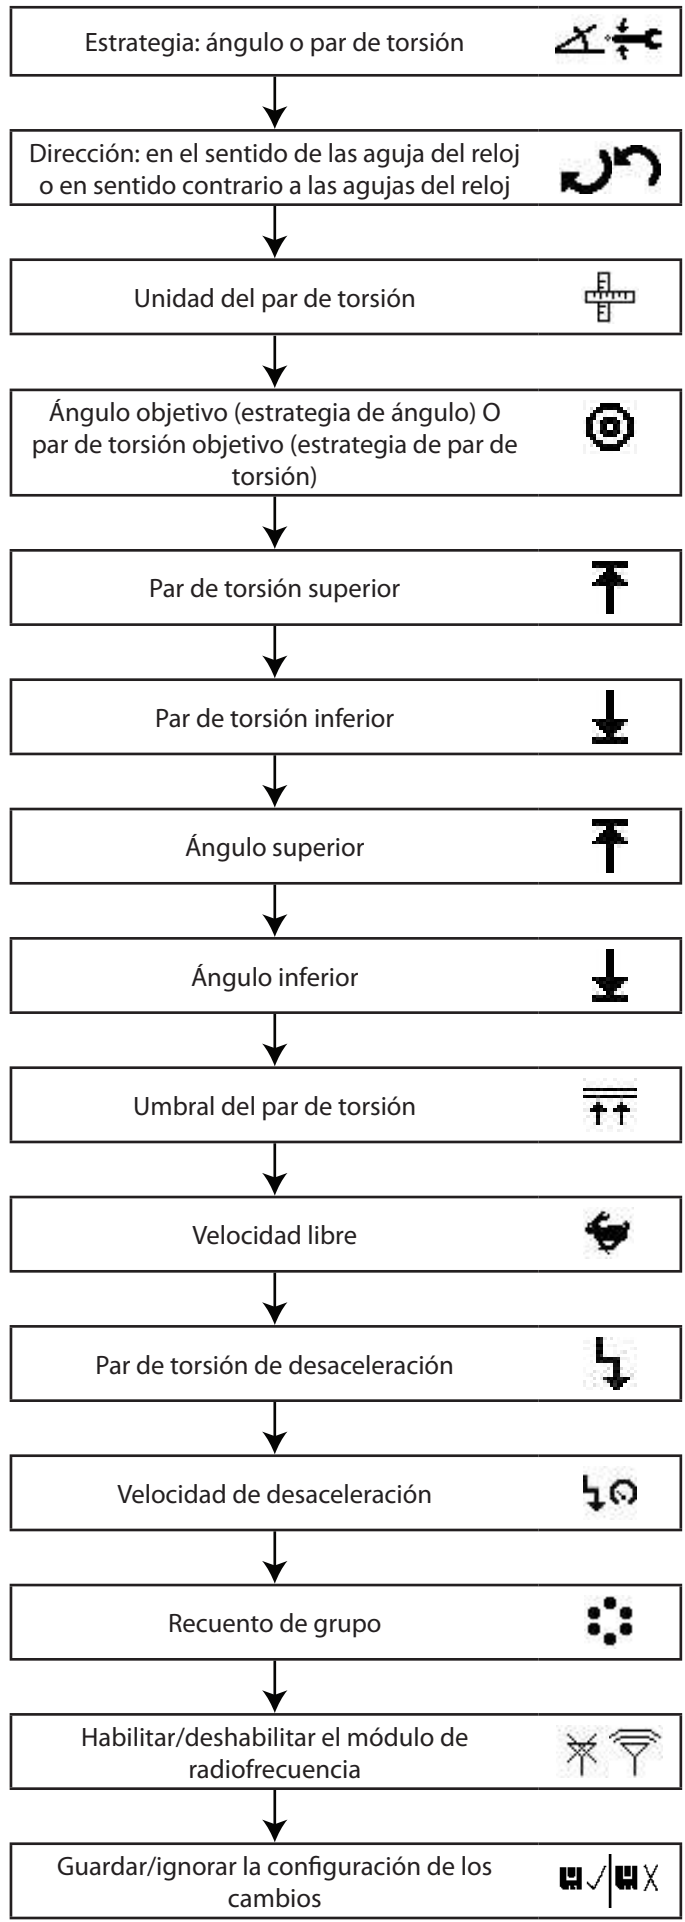 Estrategia: ángulo o par de torsión
Dirección: en el sentido de las aguja del reloj
o en sentido contrario a las agujas del reloj
Unidad del par de torsión
Ángulo objetivo (estrategia de ángulo) O
par de torsión objetivo (estrategia de par de
torsión)
Par de torsión superior
Par de torsión inferior
Ángulo superior
Ángulo inferior
Umbral del par de torsión
Velocidad libre
Par de torsión de desaceleración
Velocidad de desaceleración
Recuento de grupo
Habilitar/deshabilitar el módulo de
radiofrecuencia
Guardar/ignorar la configuración de los
cambios